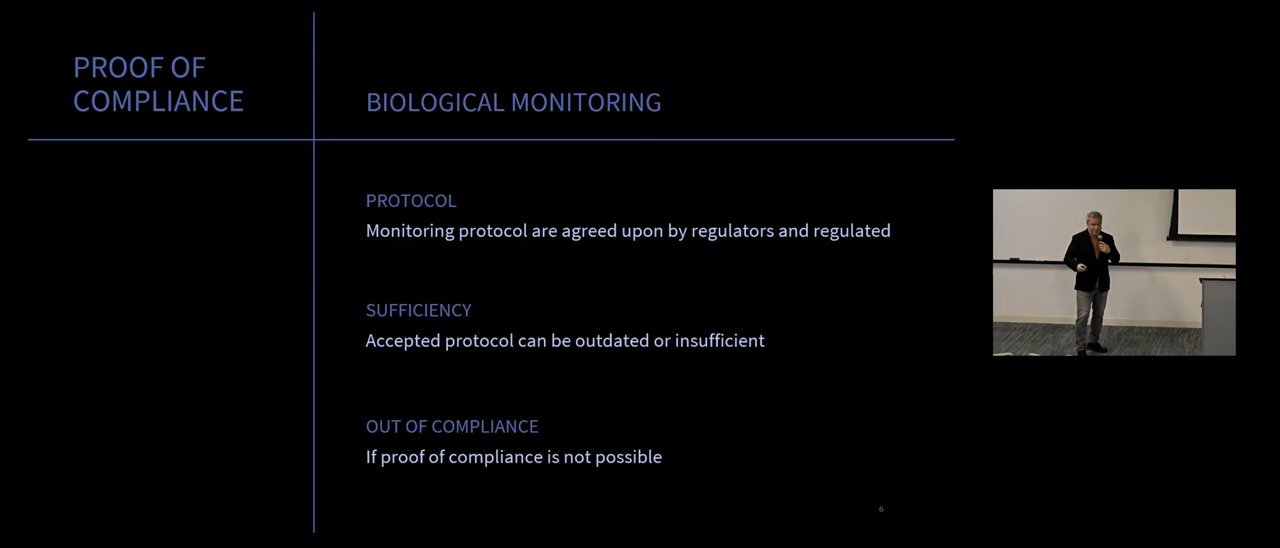 PROOF OF
COMPLIANCE
BIOLOGICAL MONITORING
PROTOCOL
Monitoring protocol are agreed upon by regulators and regulated
SUFFICIENCY
Accepted protocol can be outdated or insufficient
OUT OF COMPLIANCE
If proof of compliance is not possible
6